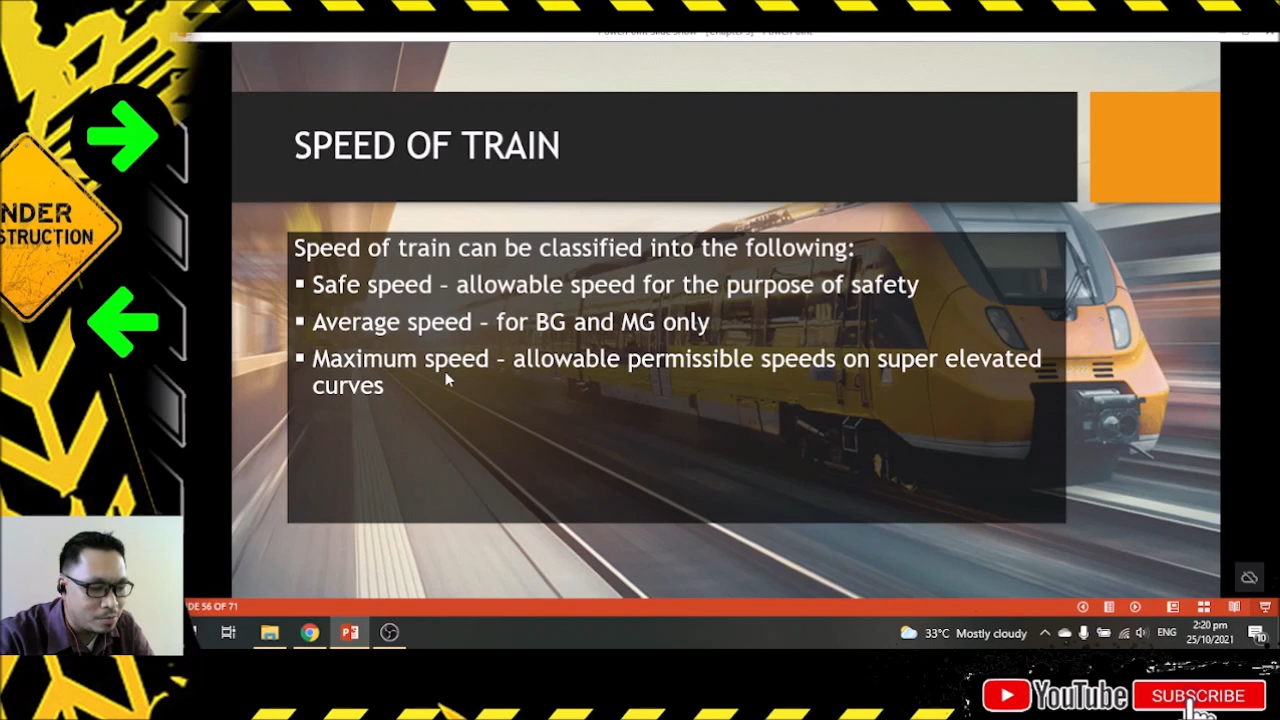 SPEED OF TRAIN
Speed of train can be classified into the following:
▪ Safe speed – allowable speed for the purpose of safety
▪ Average speed – for BG and MG only
▪ Maximum speed – allowable permissible speeds on super elevated
curves
NDER
STRUCTION
DE 56 OF 71
33°C Mostly cloudy
ENG
2:20 pm
25/10/2021
10
YouTube
SUBSCRIBE